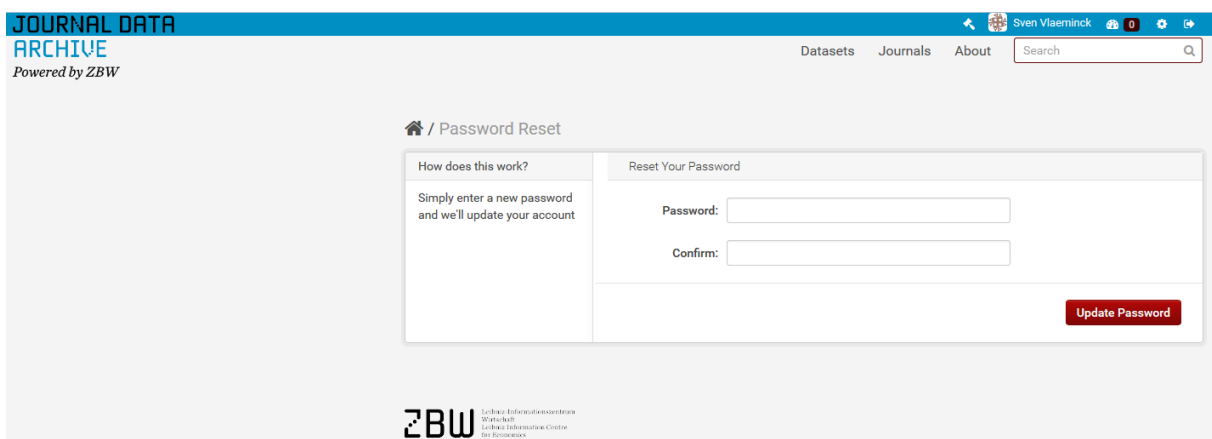 JOURNAL DATA
ARCHIVE
Powered by ZBW
Sven Vlaeminck 0
Datasets Journals About Search
/ Password Reset
How does this work?
Simply enter a new password
and we'll update your account
Reset Your Password
Password:
Confirm:
Update Password
ZBW
Leibniz-Informationszentrum
Wirtschaft
Leibniz Information Centre
for Economics